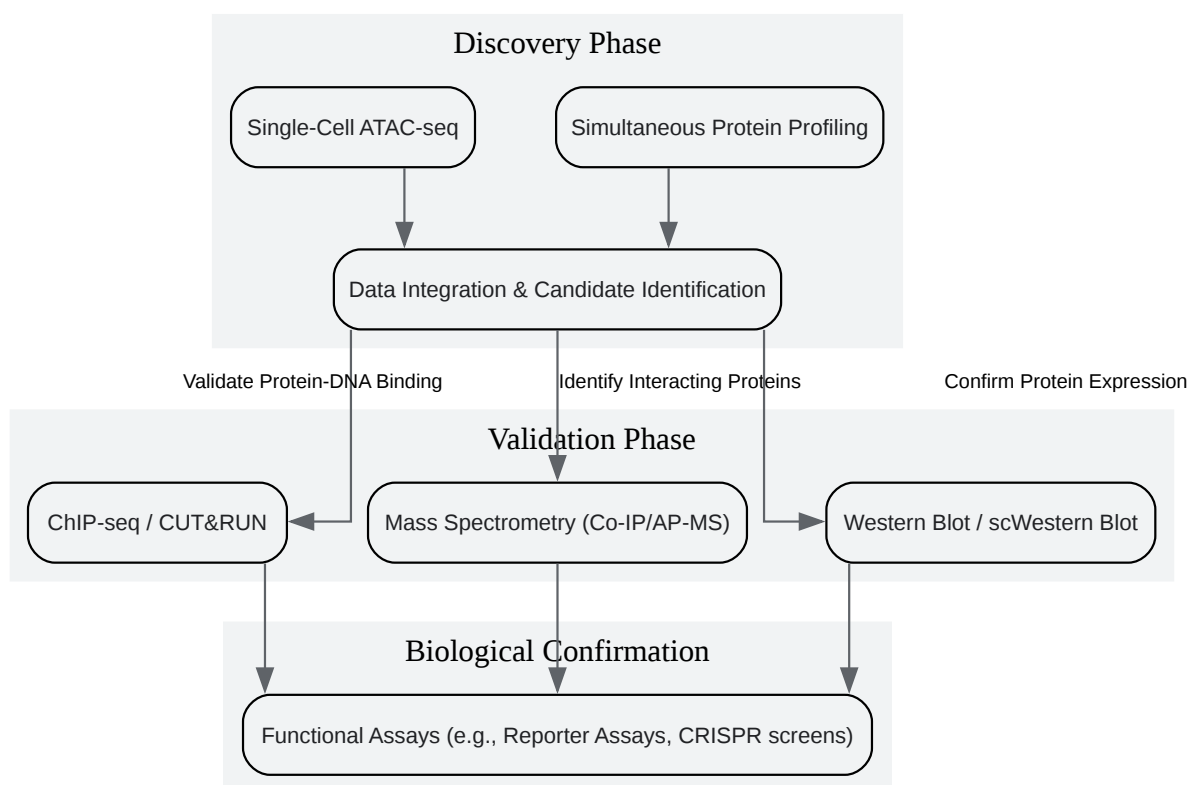 Discovery Phase
Single-Cell ATAC-seq
Simultaneous Protein Profiling
Data Integration & Candidate Identification
Validate Protein-DNA Binding
Identify Interacting Proteins
Confirm Protein Expression
Validation Phase
ChIP-seq / CUT&RUN
Mass Spectrometry (Co-IP/AP-MS)
Western Blot / scWestern Blot
Biological Confirmation
Functional Assays (e.g., Reporter Assays, CRISPR screens)